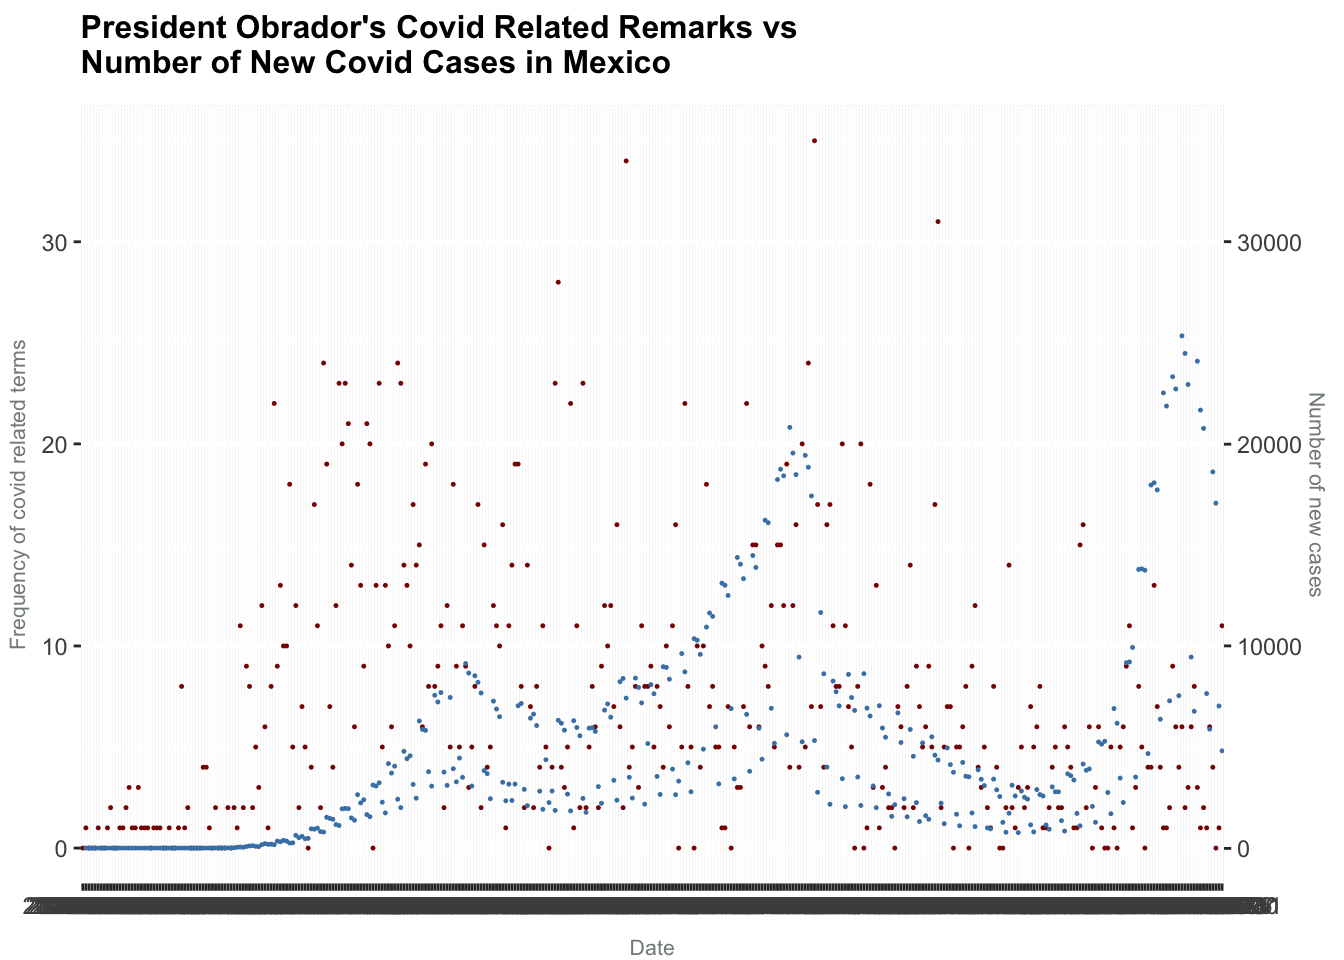 President Obrador's Covid Related Remarks vs
Number of New Covid Cases in Mexico
Frequency of covid related terms
30
20
10
0
30000
20000
10000
0
Number of new cases
Date